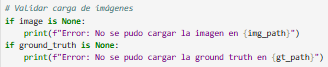 # Validar carga de imágenes
if image is None:
    print(f"Error: No se pudo cargar la imagen en {img_path}")
if ground_truth is None:
    print(f"Error: No se pudo cargar la ground truth en {gt_path}")